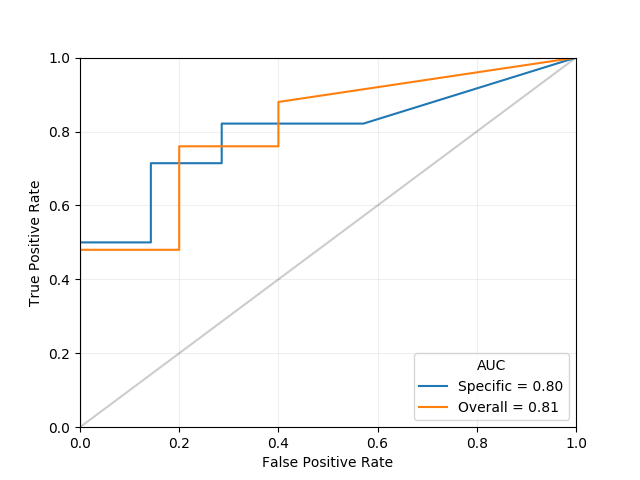 1.0
0.8
0.6
0.4
0.2
0.0
True Positive Rate
AUC
Specific = 0.80
Overall = 0.81
0.0 0.2 0.4 0.6 0.8 1.0
False Positive Rate